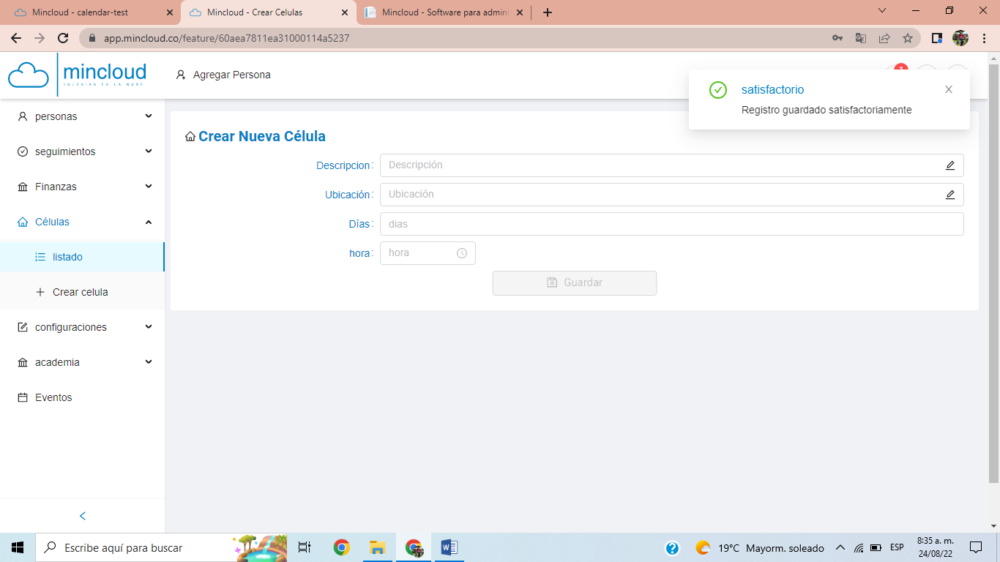 Mincloud - calendar-test
Mincloud - Crear Celulas
Mincloud - Software para admini
app.mincloud.co/feature/60aea7811ea31000114a5237
mincloud
IGLESIAS EN LA NUBE
Agregar Persona
1
satisfactorio
Registro guardado satisfactoriamente
personas
seguimientos
Finanzas
Células
listado
Crear celula
configuraciones
academia
Eventos
Crear Nueva Célula
Descripcion: Descripción
Ubicación: Ubicación
Días: dias
hora: hora
Guardar
Escribe aquí para buscar
19°C Mayorm. soleado
ESP
8:35 a. m.
24/08/22